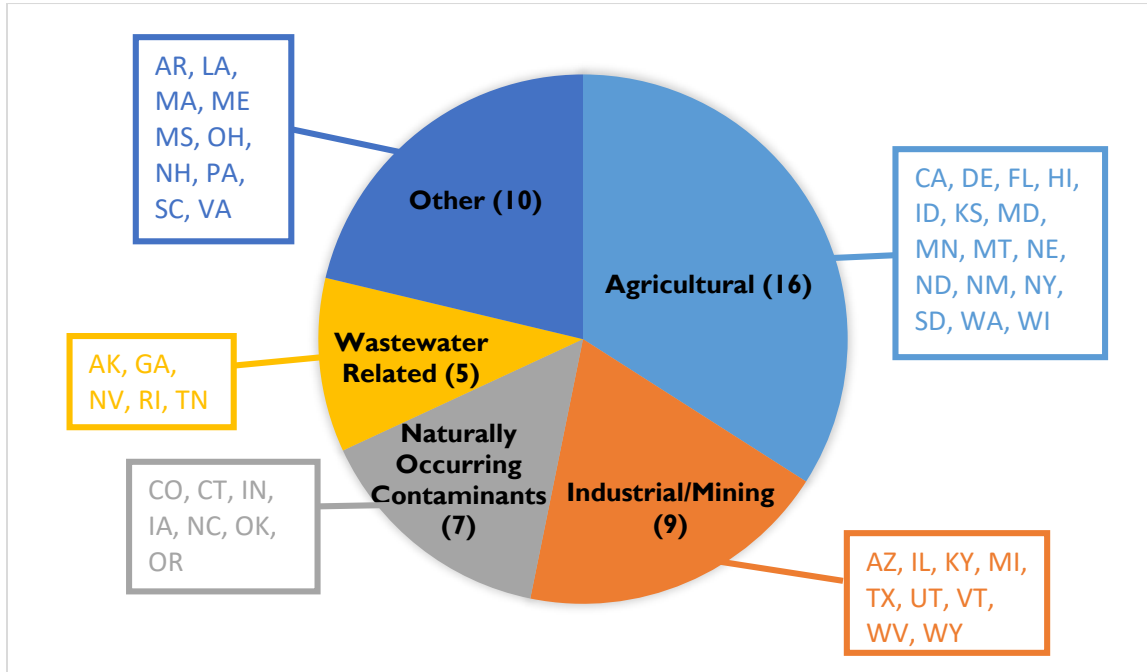 AR, LA,
MA, ME
MS, OH,
NH, PA,
SC, VA
Other (10)
CA, DE, FL, HI,
ID, KS, MD,
MN, MT, NE,
ND, NM, NY,
SD, WA, WI
Agricultural (16)
AK, GA,
NV, RI, TN
Wastewater
Related (5)
CO, CT, IN,
IA, NC, OK,
OR
Naturally
Occurring
Contaminants
(7)
Industrial/Mining
(9)
AZ, IL, KY, MI,
TX, UT, VT,
WV, WY